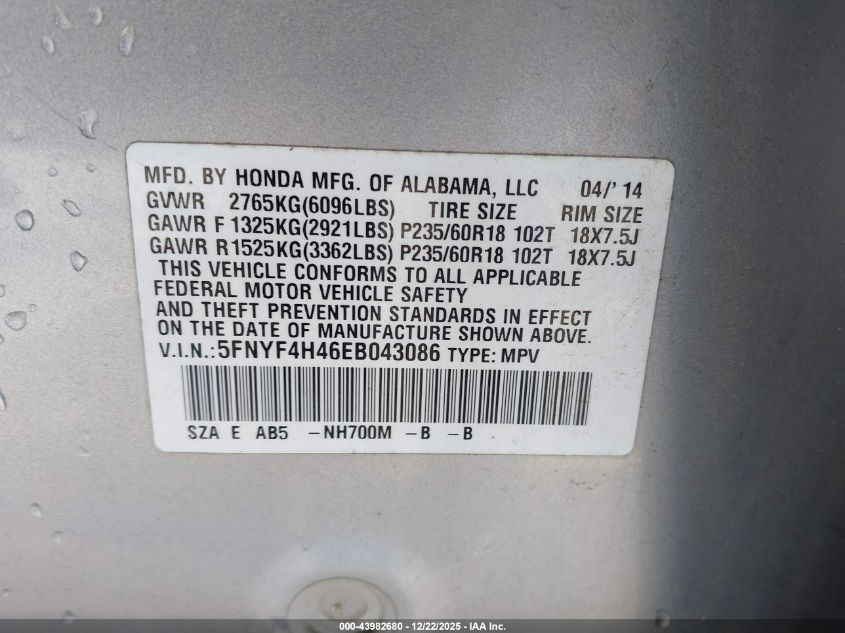 MFD. BY HONDA MFG. OF ALABAMA, LLC 04/' 14
GVWR 2765KG(6096LBS) TIRE SIZE RIM SIZE
GAWR F 1325KG(2921LBS) P235/60R18 102T 18X7.5J
GAWR R1525KG(3362LBS) P235/60R18 102T 18X7.5J
THIS VEHICLE CONFORMS TO ALL APPLICABLE
FEDERAL MOTOR VEHICLE SAFETY
AND THEFT PREVENTION STANDARDS IN EFFECT
ON THE DATE OF MANUFACTURE SHOWN ABOVE.
V.I.N.: 5FNYF4H46EB043086 TYPE: MPV
SZA E AB5 -NH700M -B -B
000-43982680 - 12/22/2025 - IAA Inc.